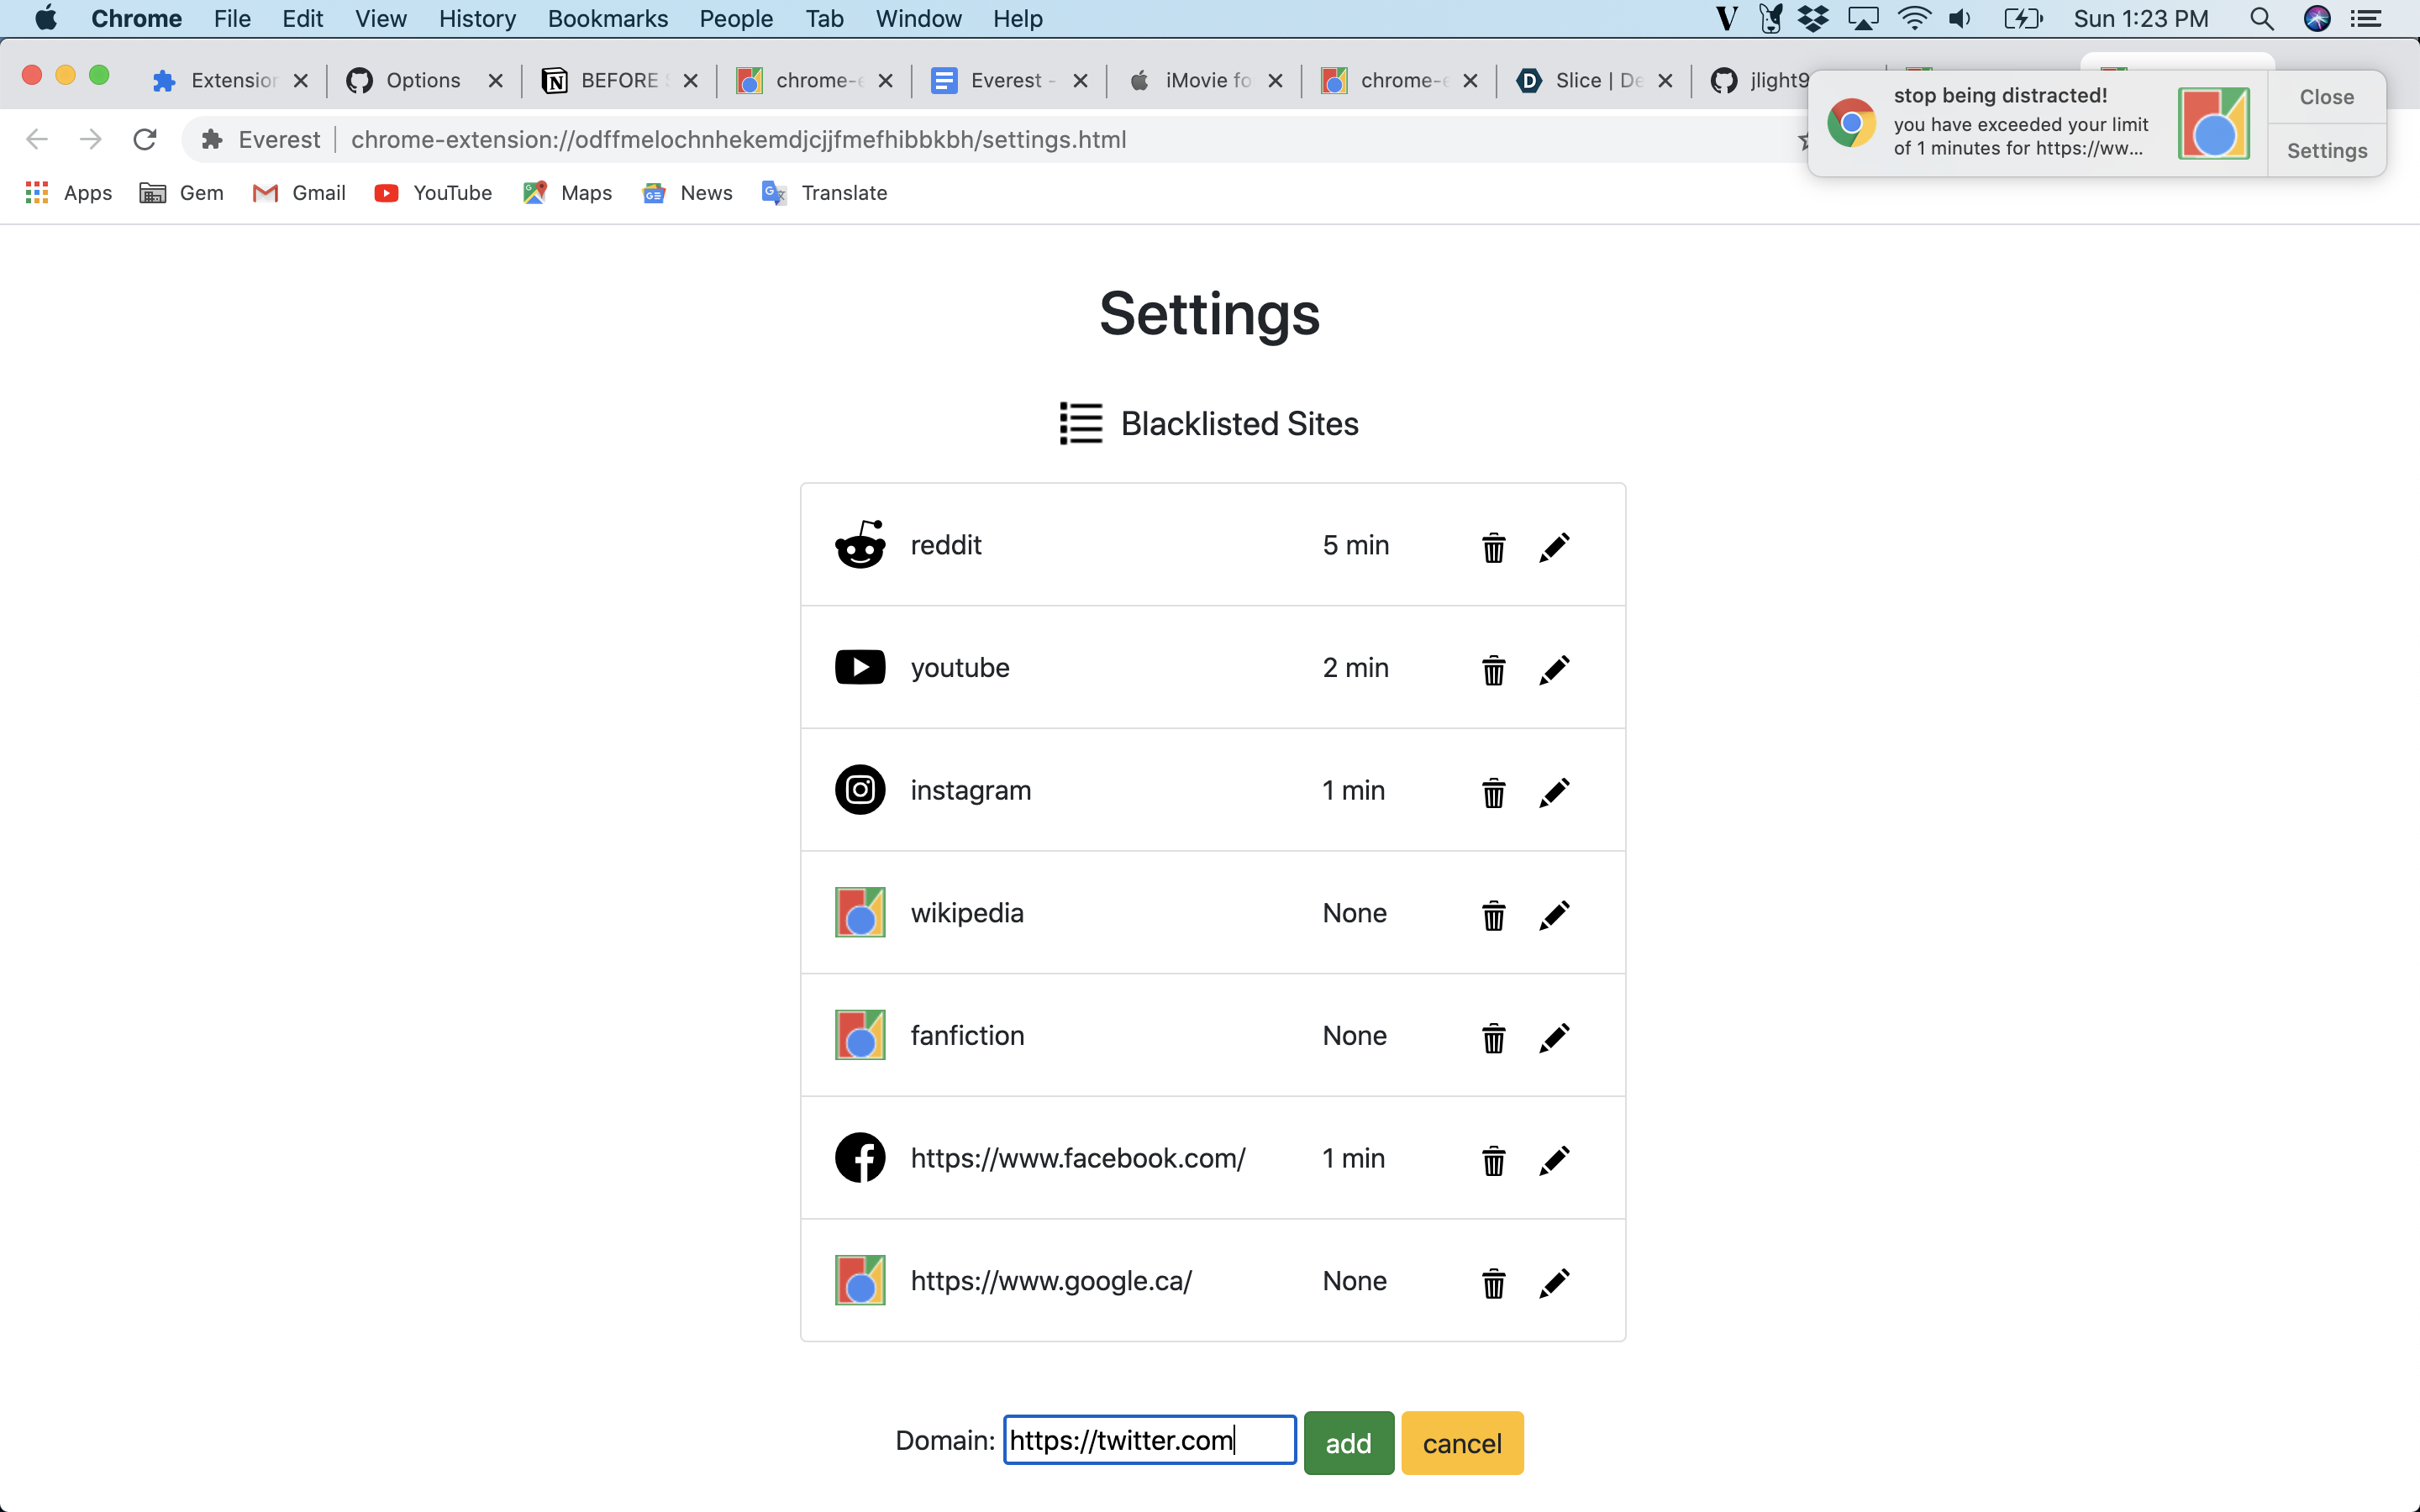 Chrome File Edit View History Bookmarks People Tab Window Help Sun 1:23 PM
Extension Options BEFORE chrome-e Everest - iMovie fo chrome-e Slice | De jlight9
stop being distracted!
you have exceeded your limit
of 1 minutes for https://ww...
Close
Settings
Everest chrome-extension://odffmelochnhekemdjcjjfmefhibbkbh/settings.html
Apps Gem Gmail YouTube Maps News Translate
Settings
Blacklisted Sites
reddit 5 min
youtube 2 min
instagram 1 min
wikipedia None
fanfiction None
https://www.facebook.com/ 1 min
https://www.google.ca/ None
Domain: https://twitter.com add cancel